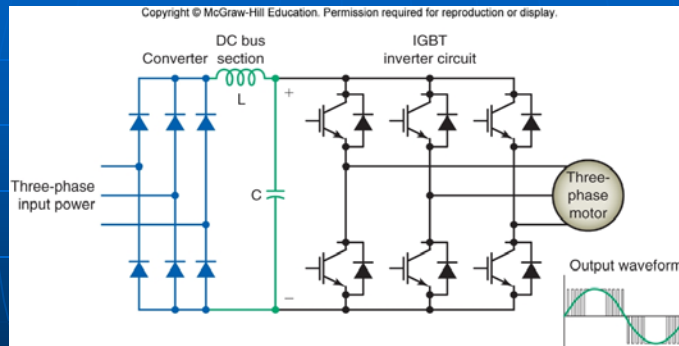 Copyright © McGraw-Hill Education. Permission required for reproduction or display.
DC bus
section
Converter
IGBT
inverter circuit
L
+
Three-phase
input power
C
Three-
phase
motor
−
Output waveform